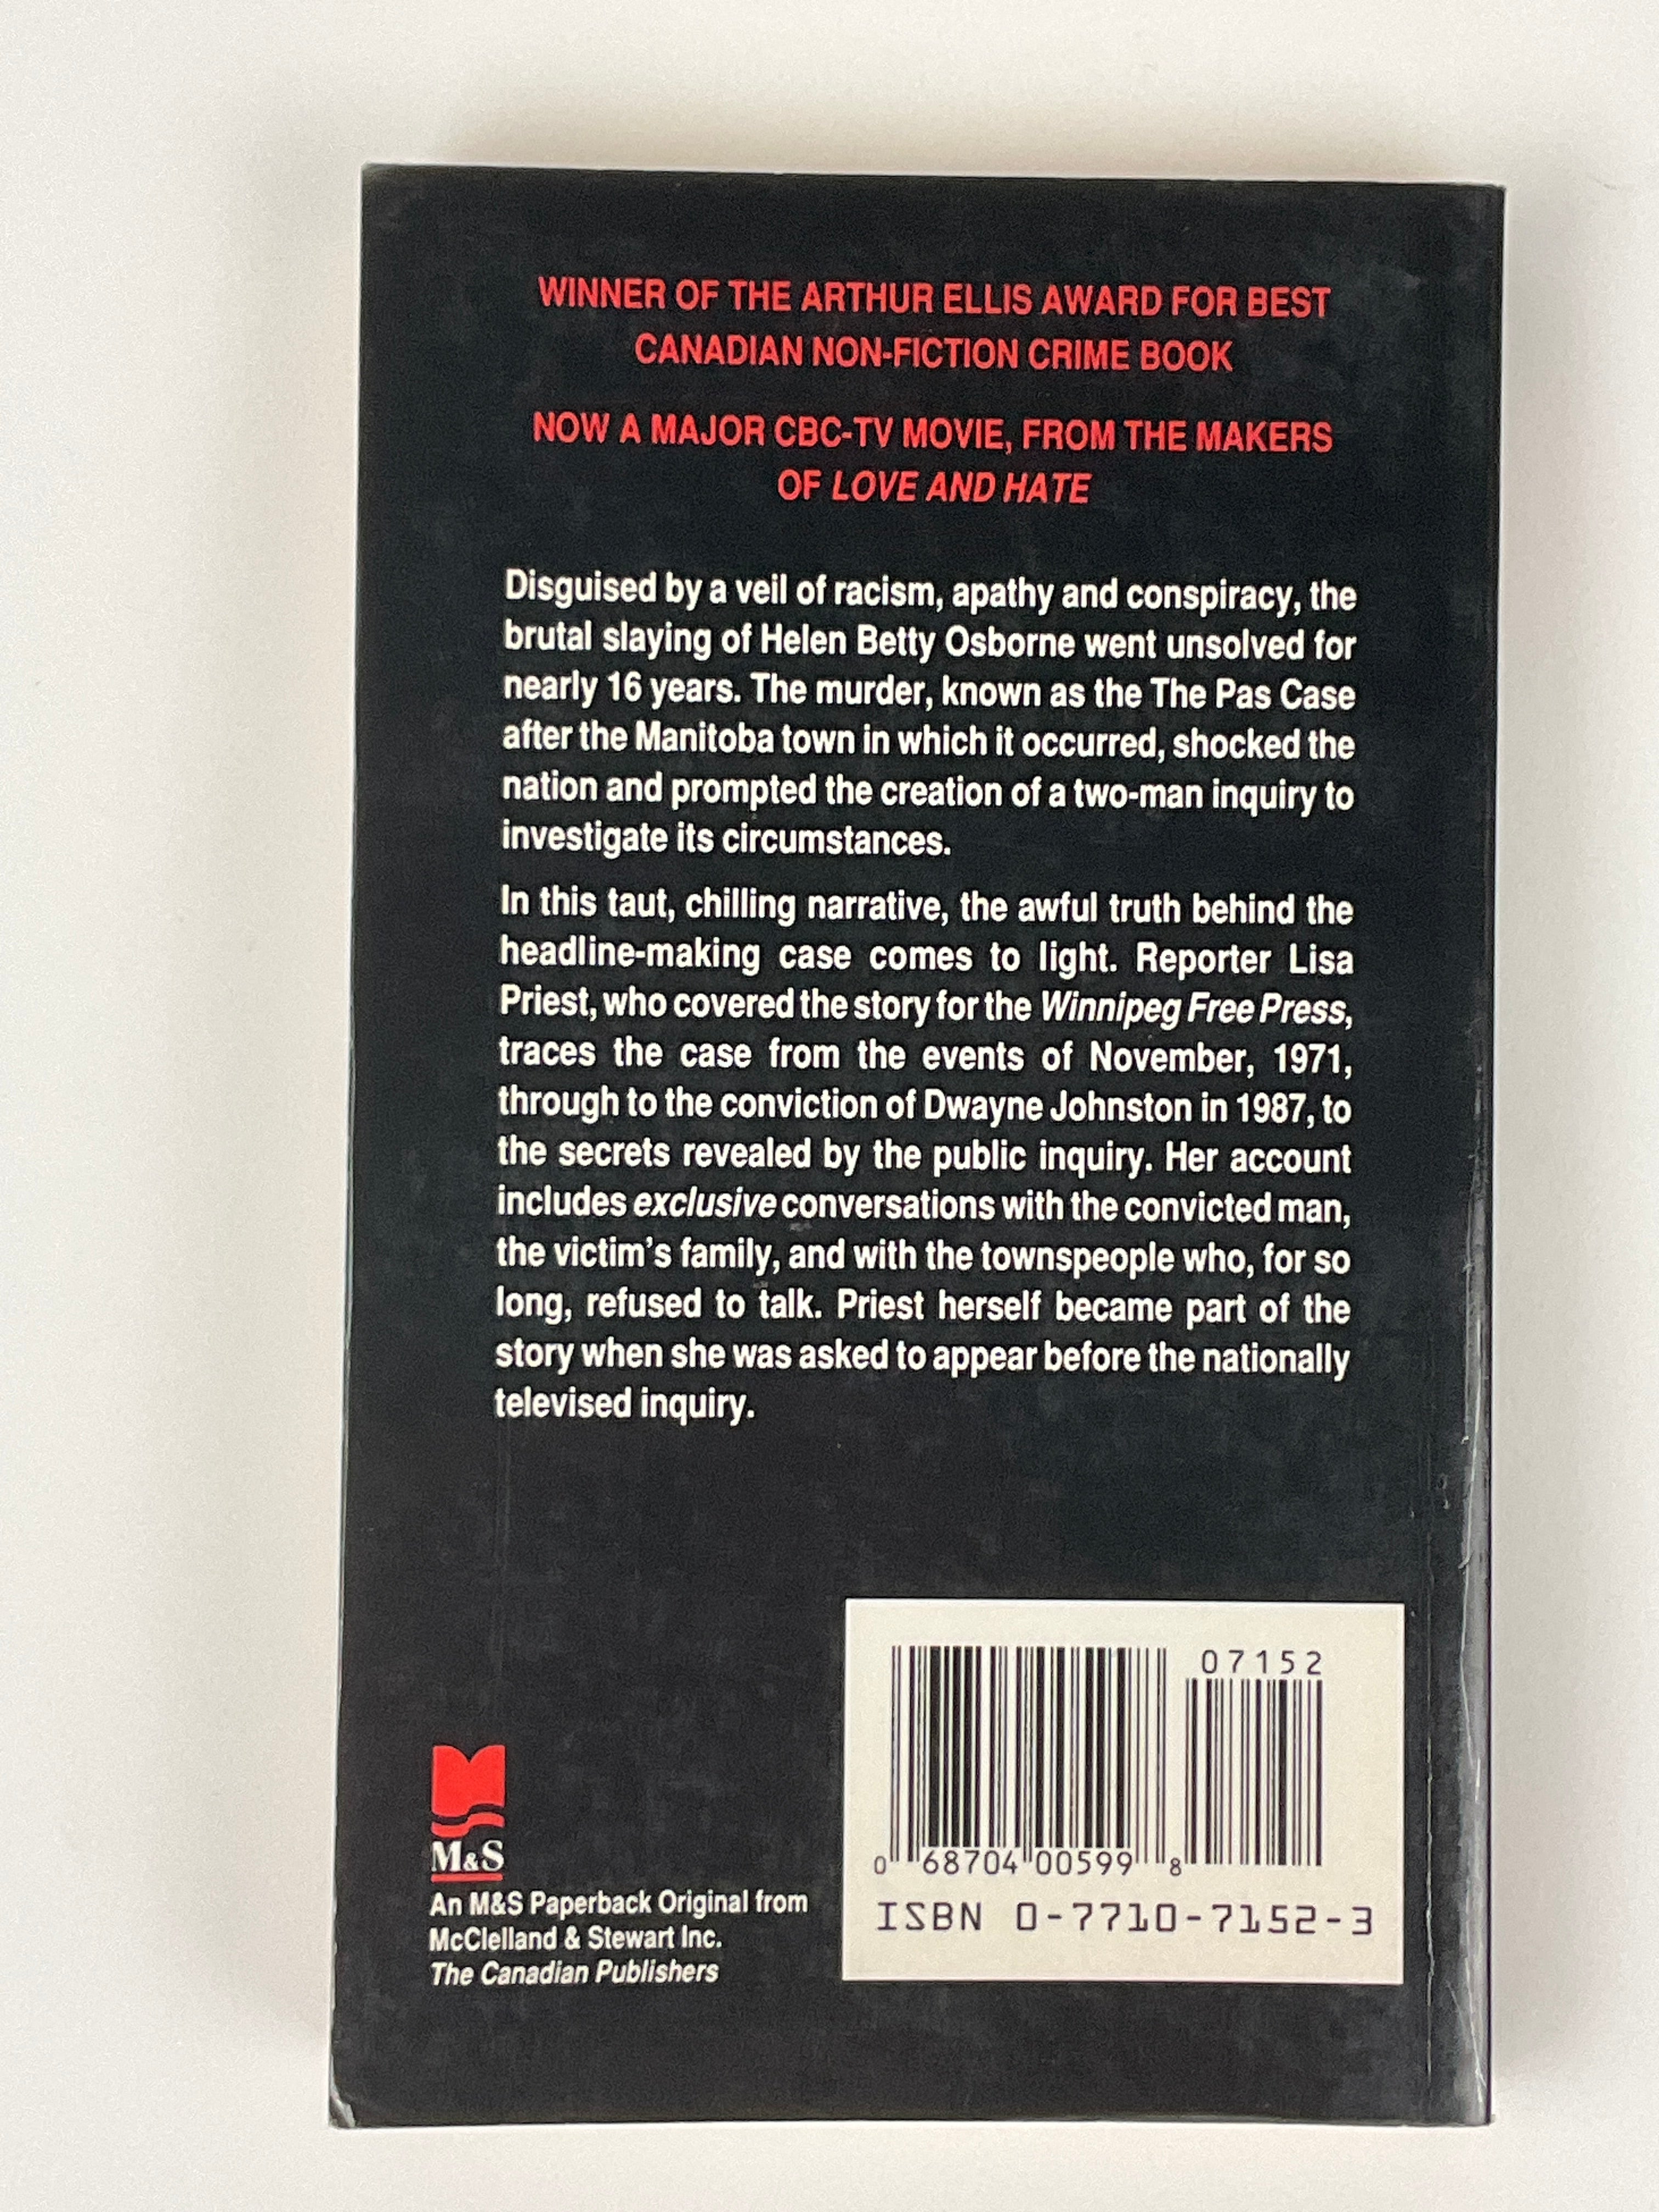 WINNER OF THE ARTHUR ELLIS AWARD FOR BEST
CANADIAN NON-FICTION CRIME BOOK
NOW A MAJOR CBC-TV MOVIE, FROM THE MAKERS
OF LOVE AND HATE
Disguised by a veil of racism, apathy and conspiracy, the
brutal slaying of Helen Betty Osborne went unsolved for
nearly 16 years. The murder, known as the The Pas Case
after the Manitoba town in which it occurred, shocked the
nation and prompted the creation of a two-man inquiry to
investigate its circumstances.
In this taut, chilling narrative, the awful truth behind the
headline-making case comes to light. Reporter Lisa
Priest, who covered the story for the Winnipeg Free Press,
traces the case from the events of November, 1971,
through to the conviction of Dwayne Johnston in 1987, to
the secrets revealed by the public inquiry. Her account
includes exclusive conversations with the convicted man,
the victim's family, and with the townspeople who, for so
long, refused to talk. Priest herself became part of the
story when she was asked to appear before the nationally
televised inquiry.
M&S
An M&S Paperback Original from
McClelland & Stewart Inc.
The Canadian Publishers
07152
0 68704 00599 8
ISBN 0-7710-7152-3